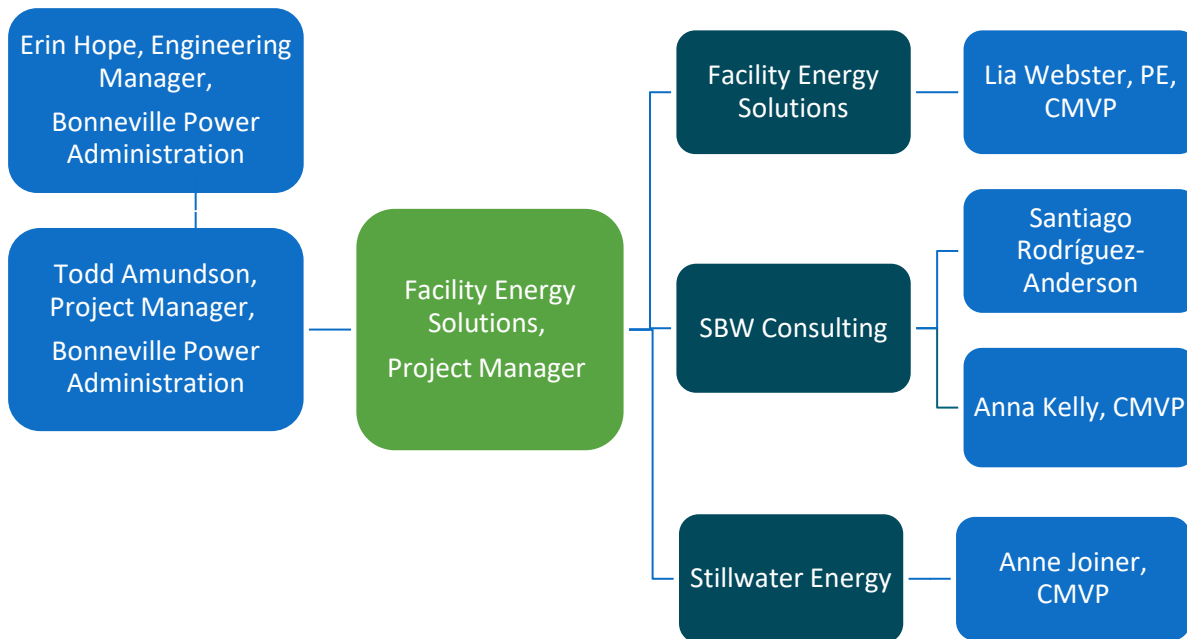 Erin Hope, Engineering
Manager,
Bonneville Power
Administration
Todd Amundson,
Project Manager,
Bonneville Power
Administration
Facility Energy
Solutions,
Project Manager
Facility Energy
Solutions
Lia Webster, PE,
CMVP
SBW Consulting
Santiago
Rodríguez-
Anderson
Anna Kelly, CMVP
Stillwater Energy
Anne Joiner,
CMVP